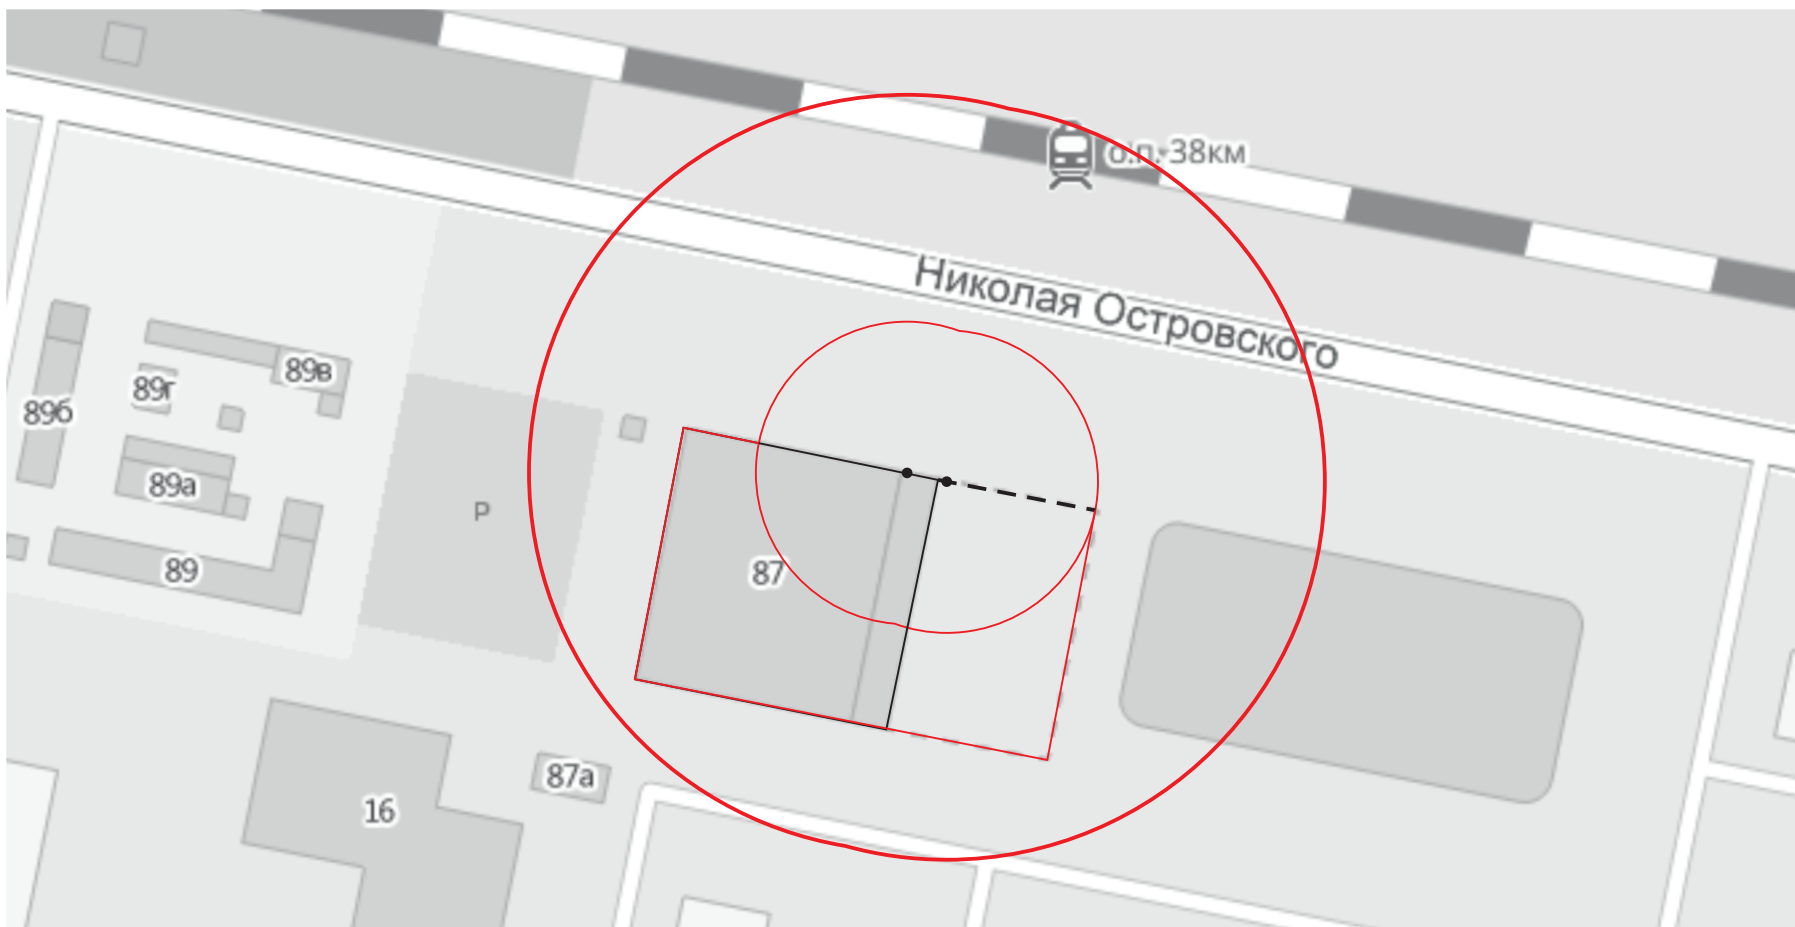 о.п. 38км
Николая Островского
89в
89г
89б
89а
Р
89
87
87а
16